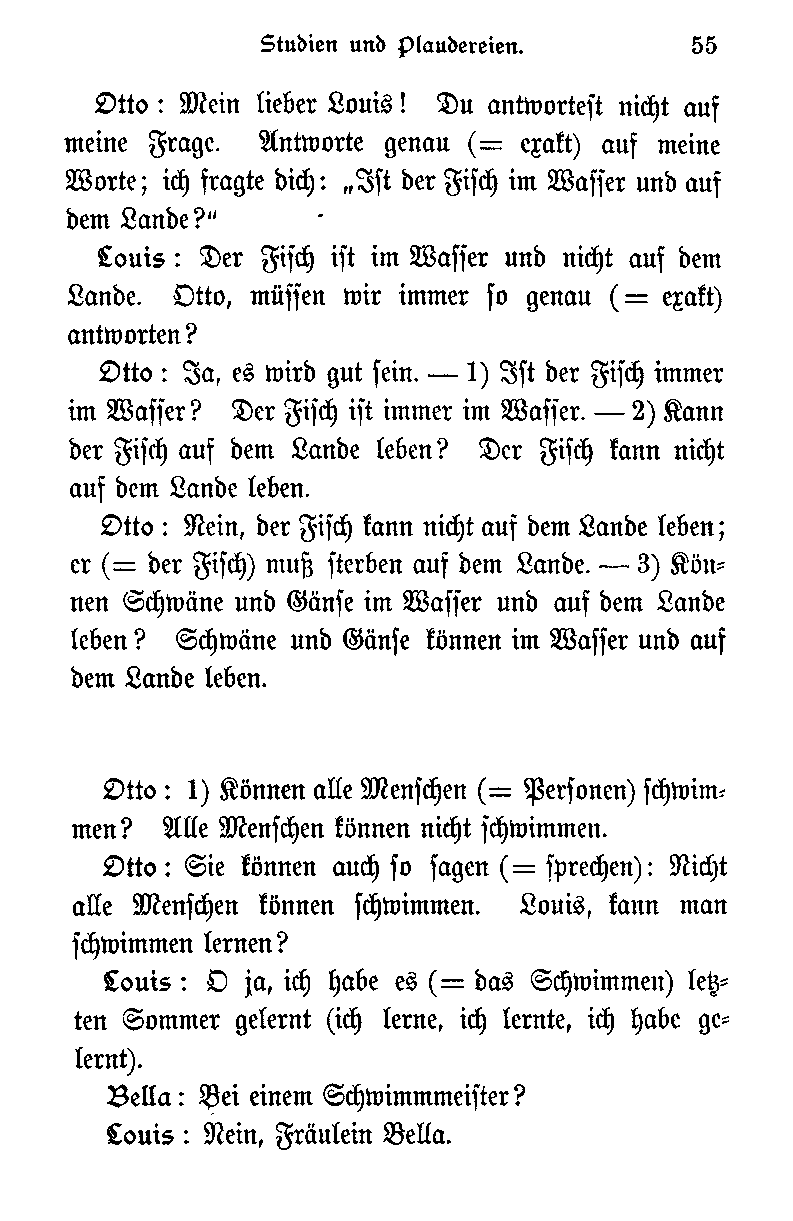 Studien und Plaudereien. 55
Otto: Mein lieber Louis! Du antwortest nicht auf
meine Frage. Antworte genau (= exakt) auf meine
Worte; ich fragte dich: „Ist der Fisch im Wasser und auf
dem Lande?“
Louis: Der Fisch ist im Wasser und nicht auf dem
Lande. Otto, müssen wir immer so genau (= exakt)
antworten?
Otto: Ja, es wird gut sein. — 1) Ist der Fisch immer
im Wasser? Der Fisch ist immer im Wasser. — 2) Kann
der Fisch auf dem Lande leben? Der Fisch kann nicht
auf dem Lande leben.
Otto: Nein, der Fisch kann nicht auf dem Lande leben;
er (= der Fisch) muß sterben auf dem Lande. — 3) Kön-
nen Schwäne und Gänse im Wasser und auf dem Lande
leben? Schwäne und Gänse können im Wasser und auf
dem Lande leben.
Otto: 1) Können alle Menschen (= Personen) schwim-
men? Alle Menschen können nicht schwimmen.
Otto: Sie können auch so sagen (= sprechen): Nicht
alle Menschen können schwimmen. Louis, kann man
schwimmen lernen?
Louis: O ja, ich habe es (= das Schwimmen) letz-
ten Sommer gelernt (ich lerne, ich lernte, ich habe ge-
lernt).
Bella: Bei einem Schwimmmeister?
Louis: Nein, Fräulein Bella.